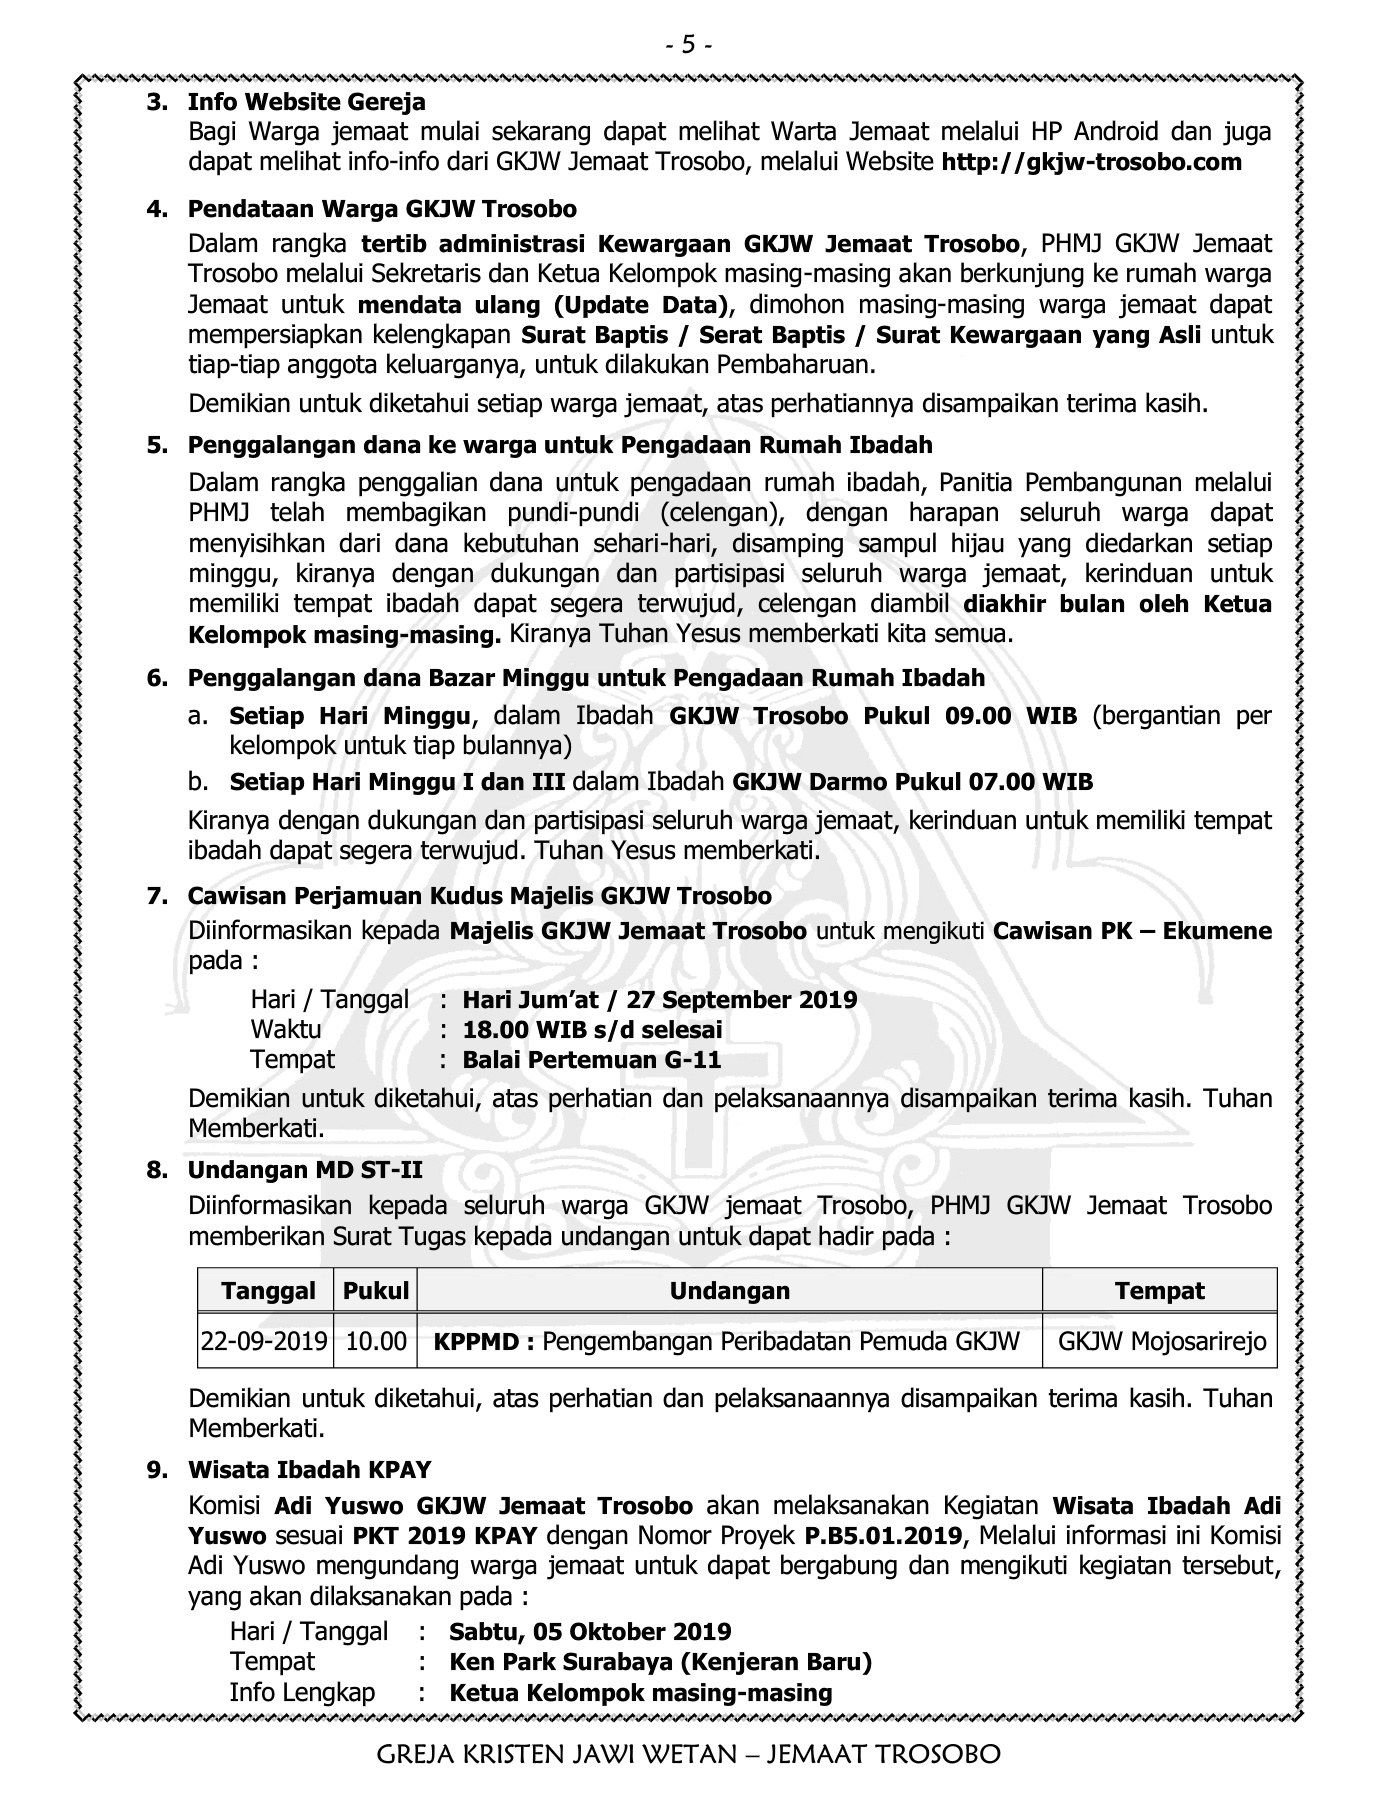 - 5 -
3. Info Website Gereja
Bagi Warga jemaat mulai sekarang dapat melihat Warta Jemaat melalui HP Android dan juga
dapat melihat info-info dari GKJW Jemaat Trosobo, melalui Website http://gkjw-trosobo.com
4. Pendataan Warga GKJW Trosobo
Dalam rangka tertib administrasi Kewargaan GKJW Jemaat Trosobo, PHMJ GKJW Jemaat
Trosobo melalui Sekretaris dan Ketua Kelompok masing-masing akan berkunjung ke rumah warga
Jemaat untuk mendata ulang (Update Data), dimohon masing-masing warga jemaat dapat
mempersiapkan kelengkapan Surat Baptis / Serat Baptis / Surat Kewargaan yang Asli untuk
tiap-tiap anggota keluarganya, untuk dilakukan Pembaharuan.
Demikian untuk diketahui setiap warga jemaat, atas perhatiannya disampaikan terima kasih.
5. Penggalangan dana ke warga untuk Pengadaan Rumah Ibadah
Dalam rangka penggalian dana untuk pengadaan rumah ibadah, Panitia Pembangunan melalui
PHMJ telah membagikan pundi-pundi (celengan), dengan harapan seluruh warga dapat
menyisihkan dari dana kebutuhan sehari-hari, disamping sampul hijau yang diedarkan setiap
minggu, kiranya dengan dukungan dan partisipasi seluruh warga jemaat, kerinduan untuk
memiliki tempat ibadah dapat segera terwujud, celengan diambil diakhir bulan oleh Ketua
Kelompok masing-masing. Kiranya Tuhan Yesus memberkati kita semua.
6. Penggalangan dana Bazar Minggu untuk Pengadaan Rumah Ibadah
a. Setiap Hari Minggu, dalam Ibadah GKJW Trosobo Pukul 09.00 WIB (bergantian per
kelompok untuk tiap bulannya)
b. Setiap Hari Minggu I dan III dalam Ibadah GKJW Darmo Pukul 07.00 WIB
Kiranya dengan dukungan dan partisipasi seluruh warga jemaat, kerinduan untuk memiliki tempat
ibadah dapat segera terwujud. Tuhan Yesus memberkati.
7. Cawisan Perjamuan Kudus Majelis GKJW Trosobo
Diinformasikan kepada Majelis GKJW Jemaat Trosobo untuk mengikuti Cawisan PK – Ekumene
pada :
Hari / Tanggal : Hari Jum’at / 27 September 2019
Waktu : 18.00 WIB s/d selesai
Tempat : Balai Pertemuan G-11
Demikian untuk diketahui, atas perhatian dan pelaksanaannya disampaikan terima kasih. Tuhan
Memberkati.
8. Undangan MD ST-II
Diinformasikan kepada seluruh warga GKJW jemaat Trosobo, PHMJ GKJW Jemaat Trosobo
memberikan Surat Tugas kepada undangan untuk dapat hadir pada :
Tanggal Pukul Undangan Tempat
22-09-2019 10.00 KPPMD : Pengembangan Peribadatan Pemuda GKJW GKJW Mojosarirejo
Demikian untuk diketahui, atas perhatian dan pelaksanaannya disampaikan terima kasih. Tuhan
Memberkati.
9. Wisata Ibadah KPAY
Komisi Adi Yuswo GKJW Jemaat Trosobo akan melaksanakan Kegiatan Wisata Ibadah Adi
Yuswo sesuai PKT 2019 KPAY dengan Nomor Proyek P.B5.01.2019, Melalui informasi ini Komisi
Adi Yuswo mengundang warga jemaat untuk dapat bergabung dan mengikuti kegiatan tersebut,
yang akan dilaksanakan pada :
Hari / Tanggal : Sabtu, 05 Oktober 2019
Tempat : Ken Park Surabaya (Kenjeran Baru)
Info Lengkap : Ketua Kelompok masing-masing
GREJA KRISTEN JAWI WETAN – JEMAAT TROSOBO